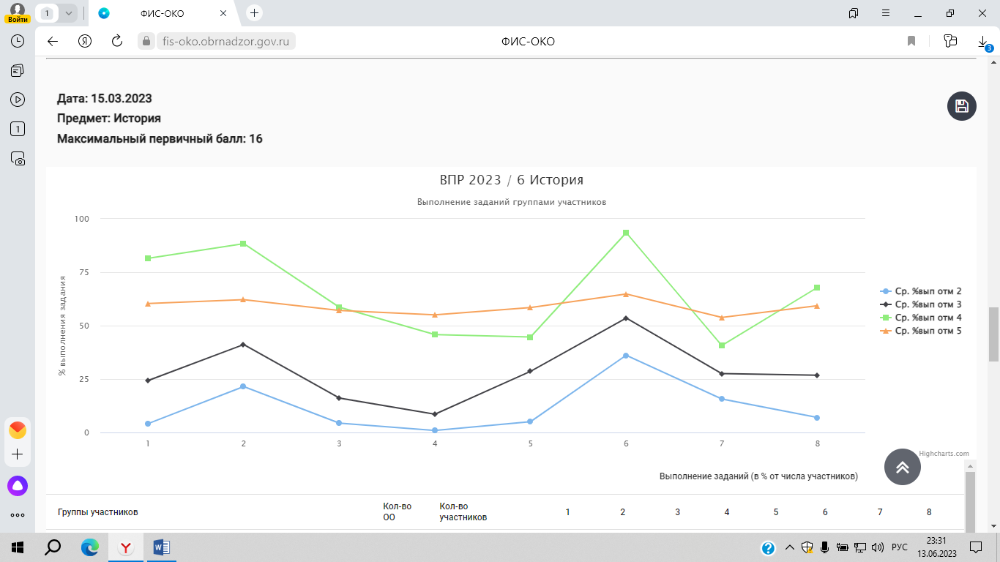 Войти
1
ФИС-ОКО
fis-oko.obrnadzor.gov.ru
ФИС-ОКО
3
1
Дата: 15.03.2023
Предмет: История
Максимальный первичный балл: 16
ВПР 2023 / 6 История
Выполнение заданий группами участников
% выполнения задания
100
75
50
25
0
1 2 3 4 5 6 7 8
Ср. %вып отм 2
Ср. %вып отм 3
Ср. %вып отм 4
Ср. %вып отм 5
Highcharts.com
Выполнение заданий (в % от числа участников)
Группы участников
Кол-во
ОО
Кол-во
участников
1 2 3 4 5 6 7 8
РУС
23:31
13.06.2023